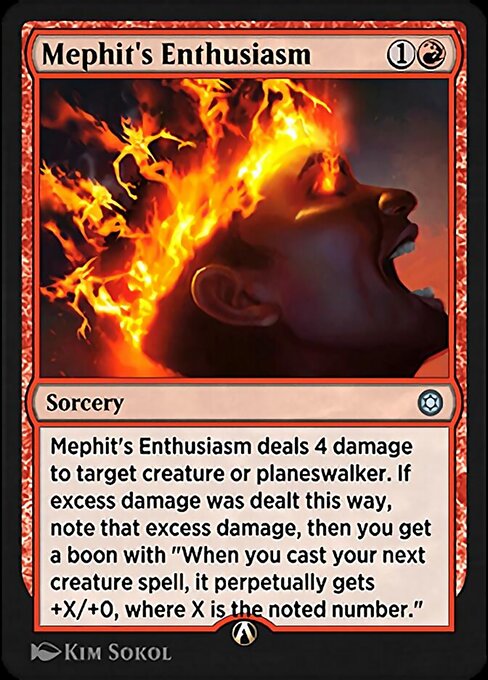 Mephit's Enthusiasm 1
Sorcery
Mephit's Enthusiasm deals 4 damage
to target creature or planeswalker. If
excess damage was dealt this way,
note that excess damage, then you get
a boon with "When you cast your next
creature spell, it perpetually gets
+X/+0, where X is the noted number."
Kim Sokol